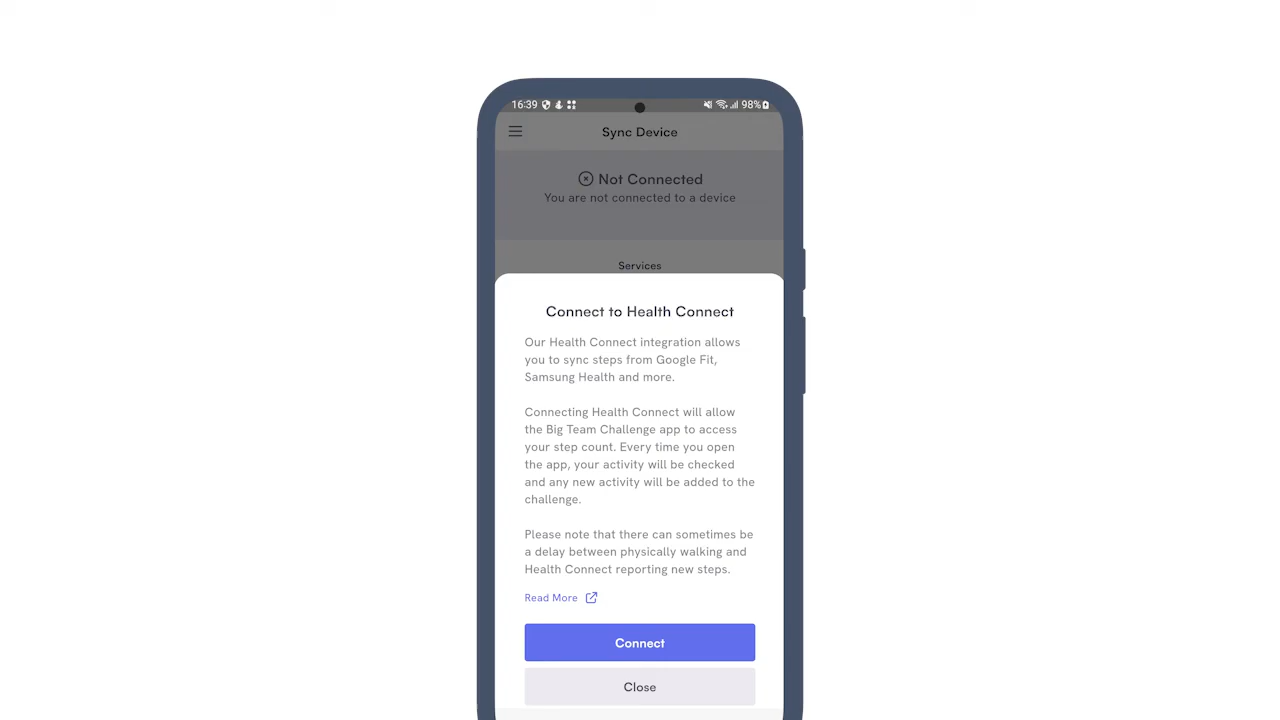 16:39 98%
Sync Device
Not Connected
You are not connected to a device
Services
Connect to Health Connect
Our Health Connect integration allows
you to sync steps from Google Fit,
Samsung Health and more.
Connecting Health Connect will allow
the Big Team Challenge app to access
your step count. Every time you open
the app, your activity will be checked
and any new activity will be added to the
challenge.
Please note that there can sometimes be
a delay between physically walking and
Health Connect reporting new steps.
Read More
Connect
Close